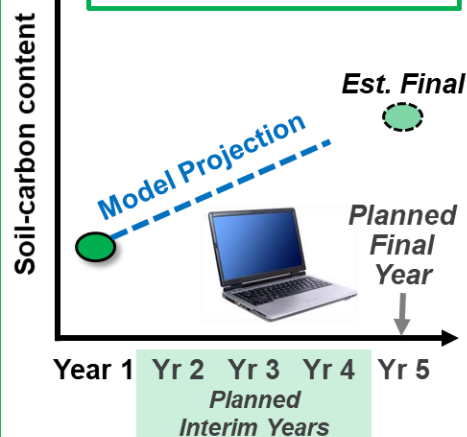 Soil-carbon content
Est. Final
Model Projection
Planned
Final
Year
Year 1 Yr 2 Yr 3 Yr 4 Yr 5
Planned
Interim Years